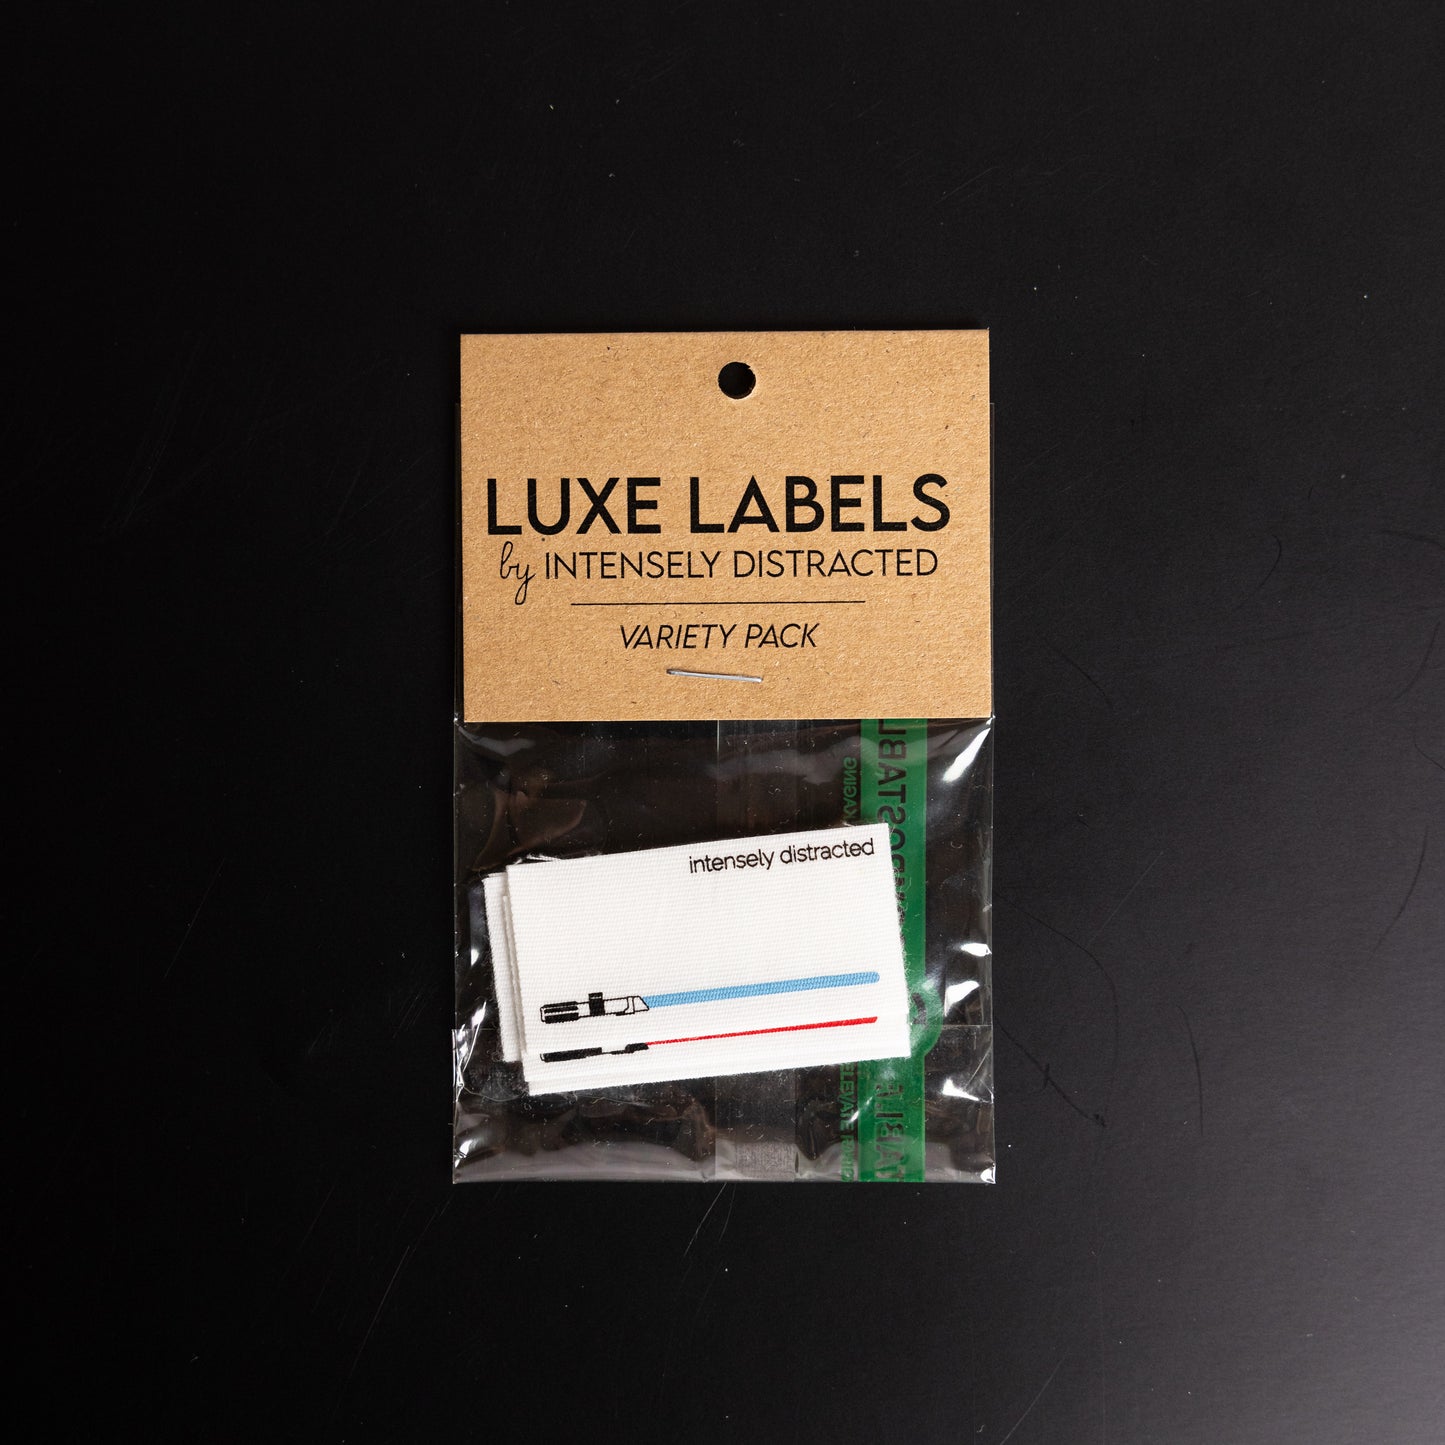 LUXE LABELS
by INTENSELY DISTRACTED
VARIETY PACK
intensely distracted